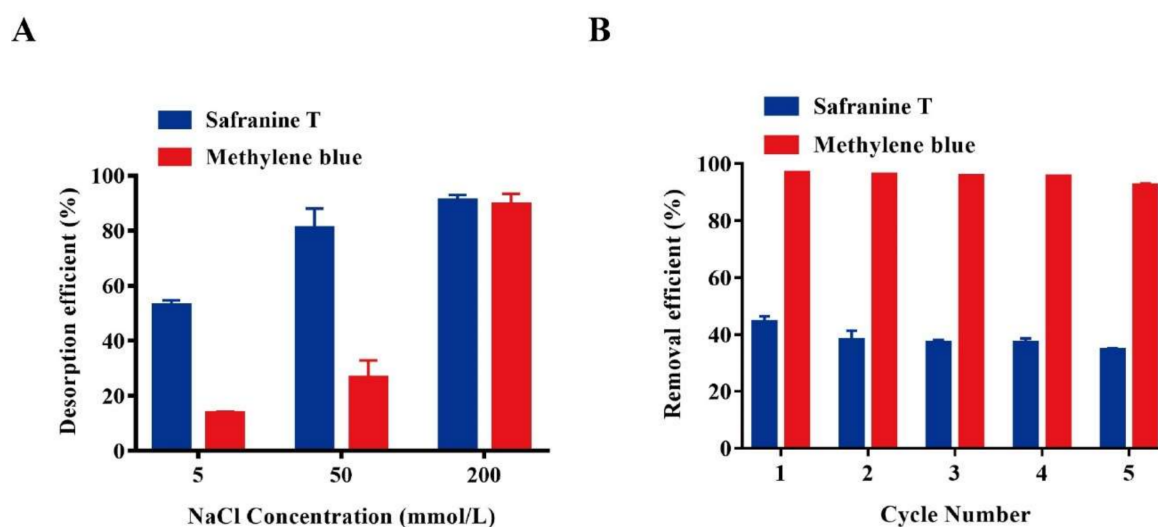 A
Safranine T
Methylene blue
Desorption efficient (%)
100
80
60
40
20
0
5 50 200
NaCl Concentration (mmol/L)
B
Safranine T
Methylene blue
Removal efficient (%)
100
80
60
40
20
0
1 2 3 4 5
Cycle Number